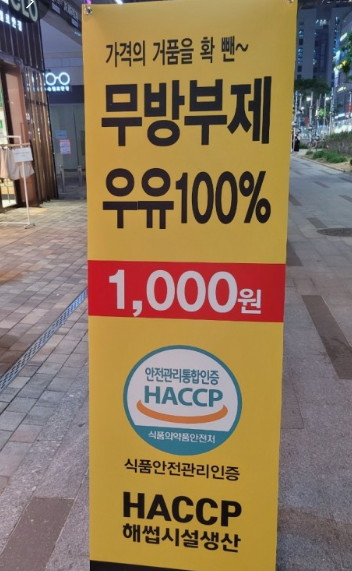 가격의 거품을 확 뺀~
무방부제
우유100%
1,000원
안전관리통합인증
HACCP
식품의약품안전처
식품안전관리인증
HACCP
해썹시설생산